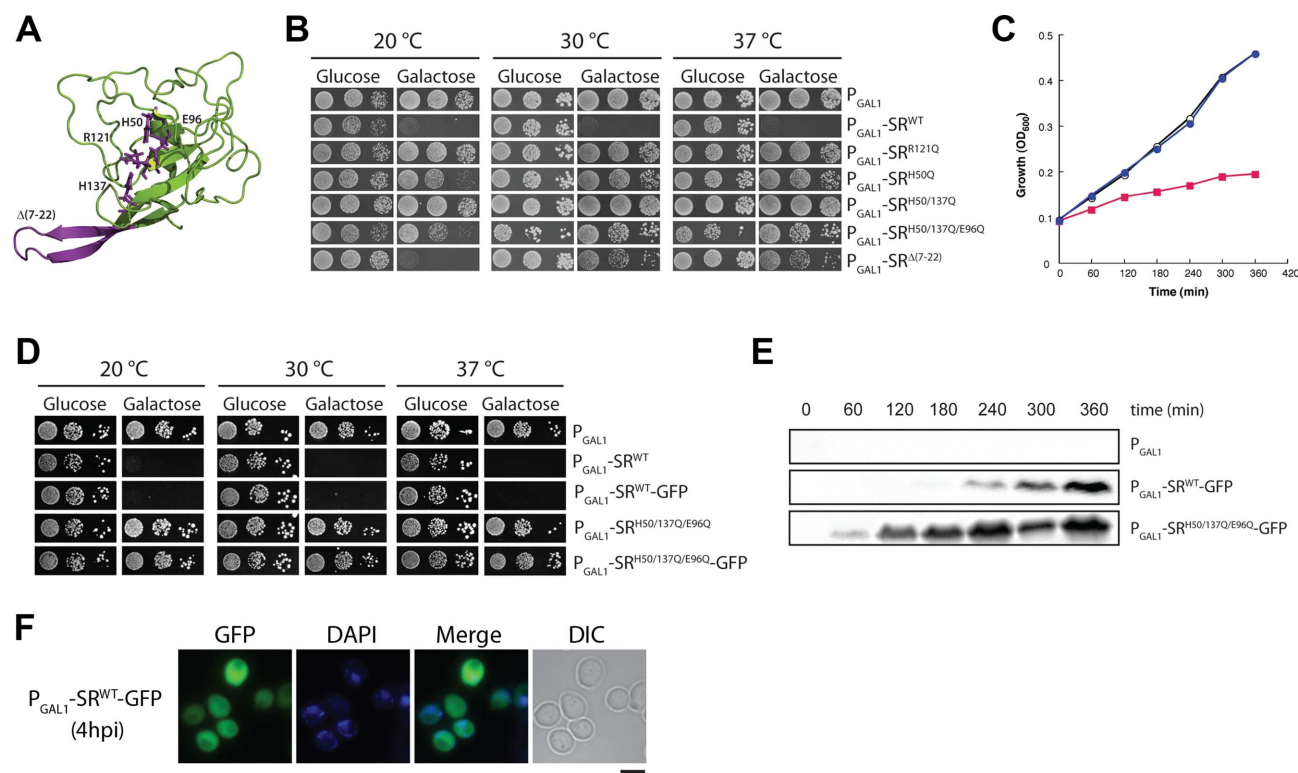 A
H50
E96
R121
H137
Δ(7-22)
B
20 °C 30 °C 37 °C
Glucose Galactose Glucose Galactose Glucose Galactose
PGAL1
PGAL1-SRWT
PGAL1-SRR121Q
PGAL1-SRH50Q
PGAL1-SRH50/137Q
PGAL1-SRH50/137Q/E96Q
PGAL1-SRΔ(7-22)
C
Growth (OD600)
0.5
0.4
0.3
0.2
0.1
0
0 60 120 180 240 300 360 420
Time (min)
D
20 °C 30 °C 37 °C
Glucose Galactose Glucose Galactose Glucose Galactose
PGAL1
PGAL1-SRWT
PGAL1-SRWT-GFP
PGAL1-SRH50/137Q/E96Q
PGAL1-SRH50/137Q/E96Q-GFP
E
0 60 120 180 240 300 360 time (min)
PGAL1
PGAL1-SRWT-GFP
PGAL1-SRH50/137Q/E96Q-GFP
F
GFP DAPI Merge DIC
PGAL1-SRWT-GFP
(4hpi)